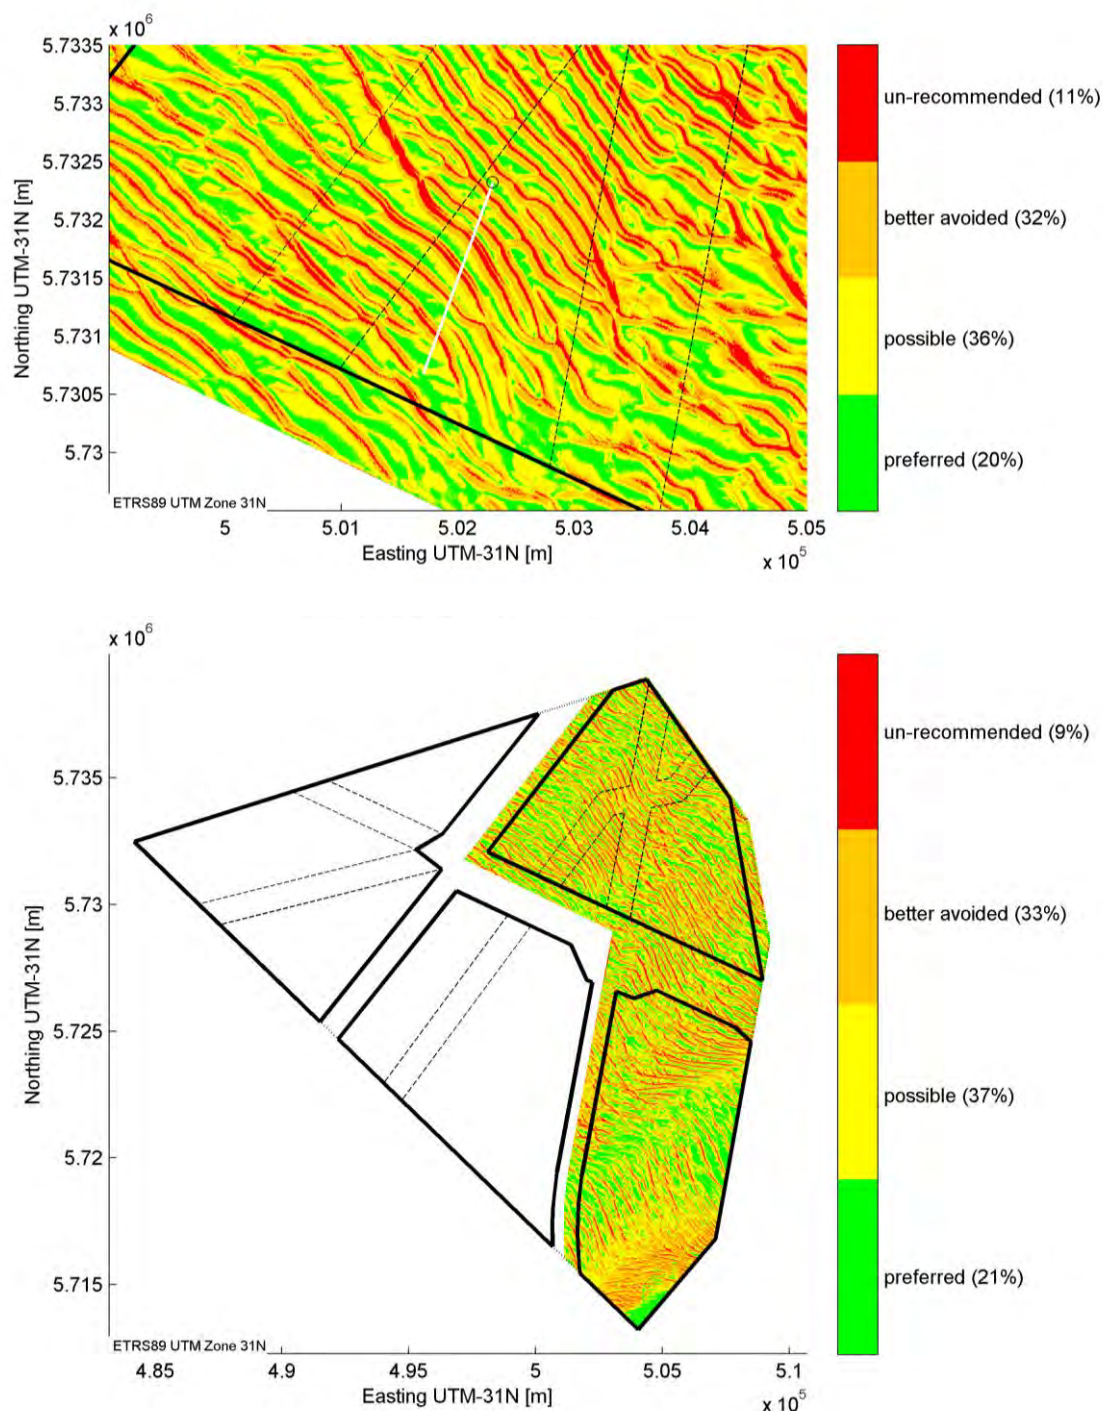 x 10^6
5.7335
5.733
5.7325
5.732
5.7315
5.731
5.7305
5.73
Northing UTM-31N [m]
ETRS89 UTM Zone 31N
5 5.01 5.02 5.03 5.04 5.05
Easting UTM-31N [m]
x 10^5
un-recommended (11%)
better avoided (32%)
possible (36%)
preferred (20%)
x 10^6
5.735
5.73
5.725
5.72
5.715
Northing UTM-31N [m]
ETRS89 UTM Zone 31N
4.85 4.9 4.95 5 5.05 5.1
Easting UTM-31N [m]
x 10^5
un-recommended (9%)
better avoided (33%)
possible (37%)
preferred (21%)